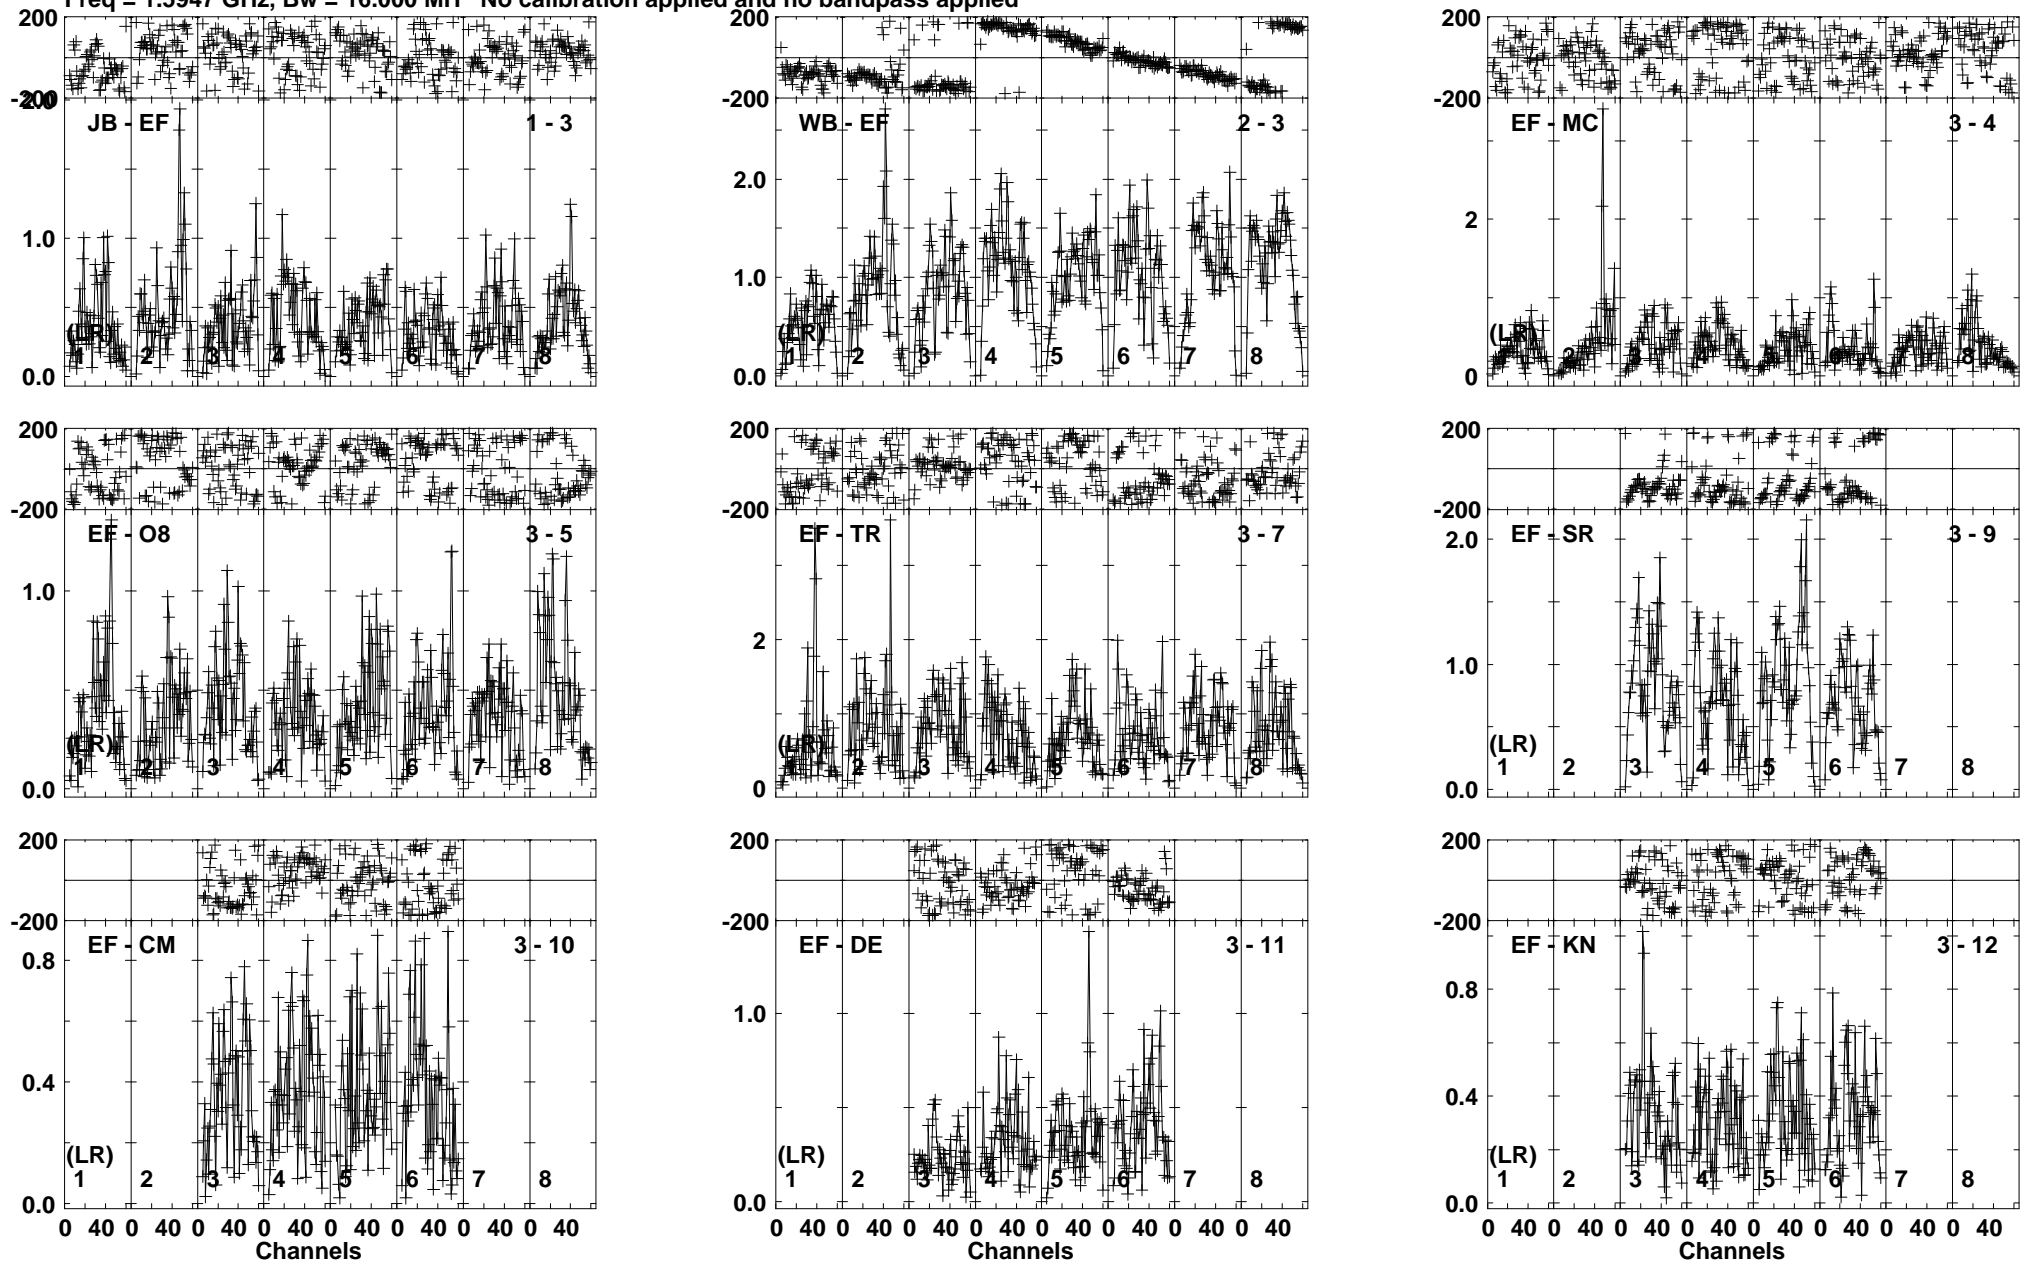 Freq = 1.5947 GHz, Bw = 16.000 MH No calibration applied and no bandpass applied
200 200 200
-200 -200 -200
2.0
JB - EF 1 - 3 WB - EF 2 - 3 EF - MC 3 - 4
2.0 2
1.0 1.0
(LR) (LR) (LR)
1 2 3 4 5 6 7 8 1 2 3 4 5 6 7 8 1 2 3 4 5 6 7 8
0.0 0.0 0
200 200 200
-200 -200 -200
EF - O8 3 - 5 EF - TR 3 - 7 EF - SR 3 - 9
2.0
1.0 2 1.0
(LR) (LR) (LR)
1 2 3 4 5 6 7 8 1 2 3 4 5 6 7 8 1 2 3 4 5 6 7 8
0.0 0 0.0
200 200 200
-200 -200 -200
EF - CM 3 - 10 EF - DE 3 - 11 EF - KN 3 - 12
0.8 1.0 0.8
0.4 0.4
(LR) (LR) (LR)
1 2 3 4 5 6 7 8 1 2 3 4 5 6 7 8 1 2 3 4 5 6 7 8
0.0 0.0 0.0
0 40 0 40 0 40 0 40 0 40 0 40 0 40 0 40 0 40 0 40 0 40 0 40 0 40 0 40 0 40 0 40 0 40 0 40 0 40 0 40 0 40 0 40 0 40 0 40
Channels Channels Channels